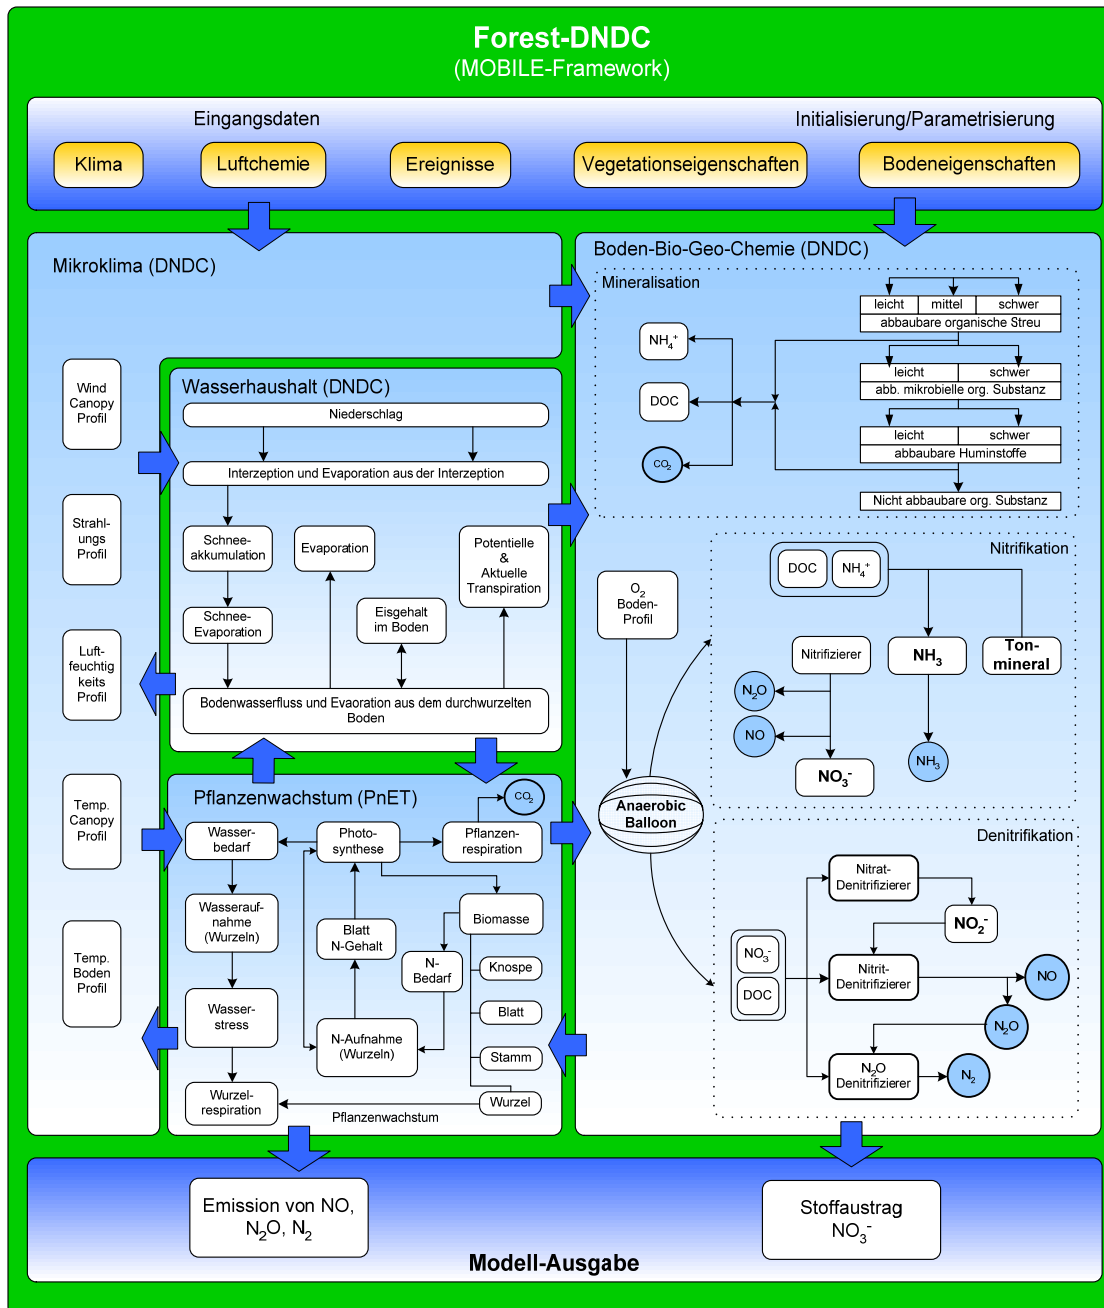 Forest-DNDC
(MOBILE-Framework)
Eingangsdaten
Initialisierung/Parametrisierung
Klima
Luftchemie
Ereignisse
Vegetationseigenschaften
Bodeneigenschaften
Mikroklima (DNDC)
Wind
Canopy
Profil
Strahl-
ungs
Profil
Luft-
feuchtig
keits
Profil
Temp.
Canopy
Profil
Temp.
Boden
Profil
Wasserhaushalt (DNDC)
Niederschlag
Interzeption und Evaporation aus der Interzeption
Schnee-
akkumulation
Evaporation
Potentielle
&
Aktuelle
Transpiration
Schnee-
Evaporation
Eisgehalt
im Boden
Bodenwasserfluss und Evaoration aus dem durchwurzelten
Boden
Pflanzenwachstum (PnET)
CO₂
Wasser-
bedarf
Photo-
synthese
Pflanzen-
respiration
Wasserauf-
nahme
(Wurzeln)
Blatt
N-Gehalt
Biomasse
N-
Bedarf
Knospe
Blatt
Wasser-
stress
N-Aufnahme
(Wurzeln)
Stamm
Wurzel-
respiration
Wurzel
Pflanzenwachstum
Boden-Bio-Geo-Chemie (DNDC)
Mineralisation
leicht mittel schwer
abbaubare organische Streu
NH₄⁺
leicht schwer
abb. mikrobielle org. Substanz
DOC
leicht schwer
abbaubare Huminstoffe
CO₂
Nicht abbaubare org. Substanz
O₂
Boden-
Profil
Anaerobic
Balloon
Nitrifikation
DOC
NH₄⁺
Nitrifizierer
NH₃
Ton-
mineral
N₂O
NO
NH₃
NO₃⁻
Denitrifikation
Nitrat-
Denitrifizierer
NO₂⁻
NO₃⁻
DOC
Nitrit-
Denitrifizierer
NO
N₂O
N₂O
Denitrifizierer
N₂
Emission von NO,
N₂O, N₂
Stoffaustrag
NO₃⁻
Modell-Ausgabe